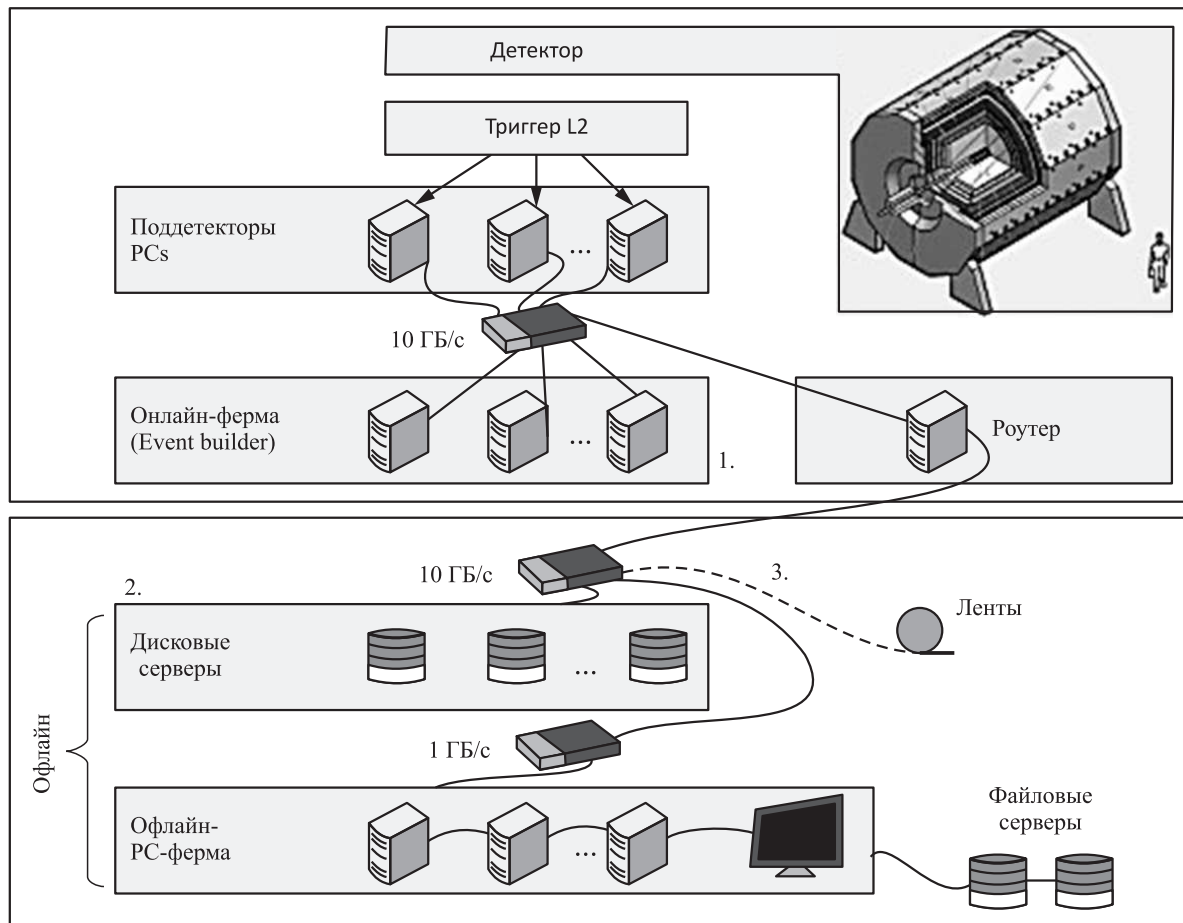 Детектор
Триггер L2
Поддетекторы
PCs
...
10 ГБ/с
Онлайн-ферма
(Event builder)
...
1.
Роутер
10 ГБ/с
3.
2.
Ленты
Дисковые
серверы
...
Офлайн
1 ГБ/с
Файловые
серверы
Офлайн-
PC-ферма
...